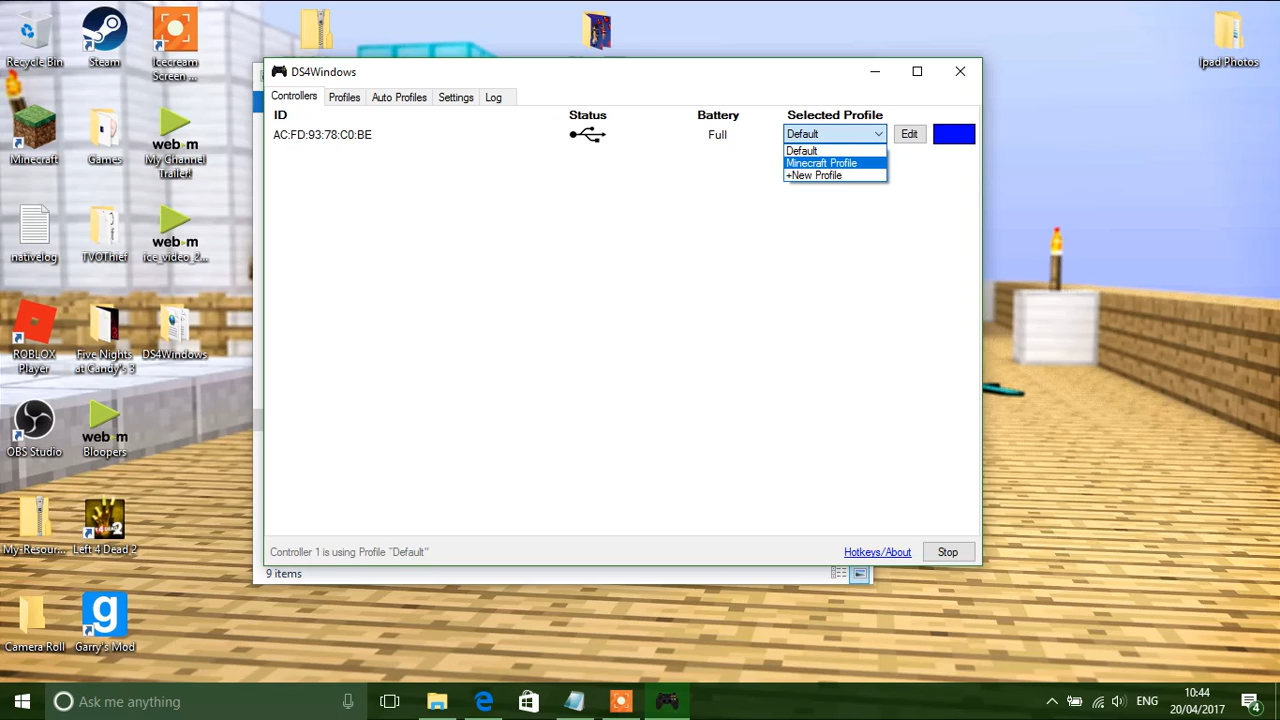 Recycle Bin
Steam
Icecream
Screen ...
Ipad Photos
DS4Windows
Controllers
Profiles
Auto Profiles
Settings
Log
ID
Status
Battery
Selected Profile
AC:FD:93:78:C0:BE
Full
Default
Edit
Default
Minecraft Profile
+New Profile
Minecraft
Games
My Channel
Trailer!
web-m
nativelog
TVOThief
ice_video_2...
web-m
ROBLOX
Player
Five Nights
at Candy's 3
DS4Windows
OBS Studio
web-m
Bloopers
My-Resour...
Left 4 Dead 2
Controller 1 is using Profile "Default"
Hotkeys/About
Stop
9 items
Camera Roll
g
Garry's Mod
Ask me anything
ENG
10:44
20/04/2017
4